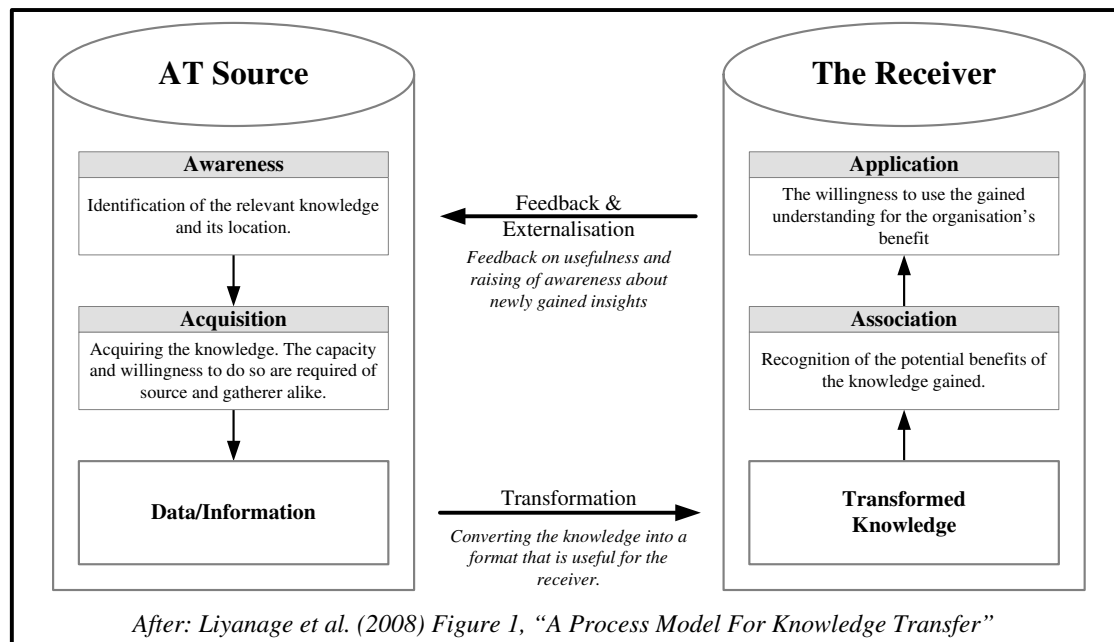 AT Source
Awareness
Identification of the relevant knowledge
and its location.
Acquisition
Acquiring the knowledge. The capacity
and willingness to do so are required of
source and gatherer alike.
Data/Information
Feedback &
Externalisation
Feedback on usefulness and
raising of awareness about
newly gained insights
Transformation
Converting the knowledge into a
format that is useful for the
receiver.
The Receiver
Application
The willingness to use the gained
understanding for the organisation’s
benefit
Association
Recognition of the potential benefits of
the knowledge gained.
Transformed
Knowledge
After: Liyanage et al. (2008) Figure 1, “A Process Model For Knowledge Transfer”